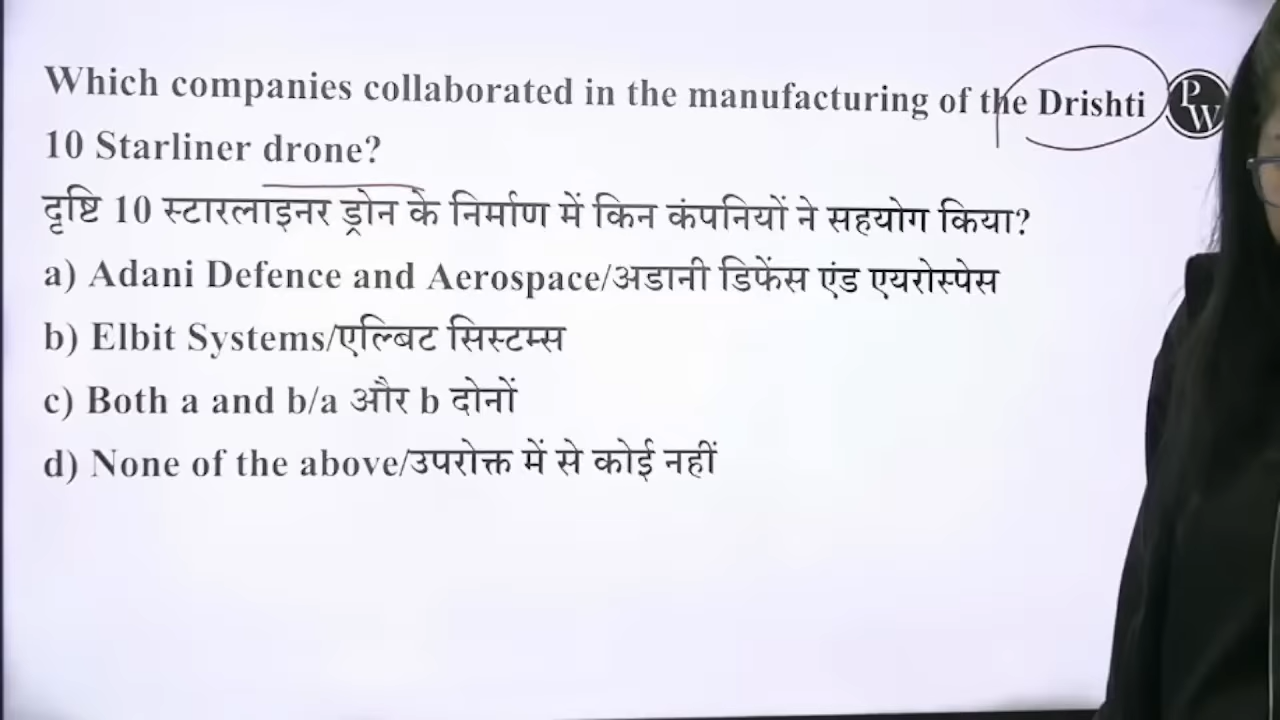 Which companies collaborated in the manufacturing of the Drishti
PW
10 Starliner drone?
दृष्टि 10 स्टारलाइनर ड्रोन के निर्माण में किन कंपनियों ने सहयोग किया?
a) Adani Defence and Aerospace/अडानी डिफेंस एंड एयरोस्पेस
b) Elbit Systems/एल्बिट सिस्टम्स
c) Both a and b/a और b दोनों
d) None of the above/उपरोक्त में से कोई नहीं